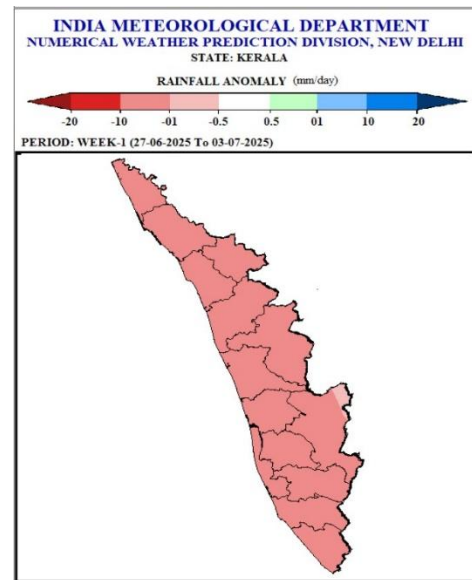 INDIA METEOROLOGICAL DEPARTMENT
NUMERICAL WEATHER PREDICTION DIVISION, NEW DELHI
STATE: KERALA
RAINFALL ANOMALY (mm/day)
-20 -10 -01 -0.5 0.5 01 10 20
PERIOD: WEEK-1 (27-06-2025 To 03-07-2025)